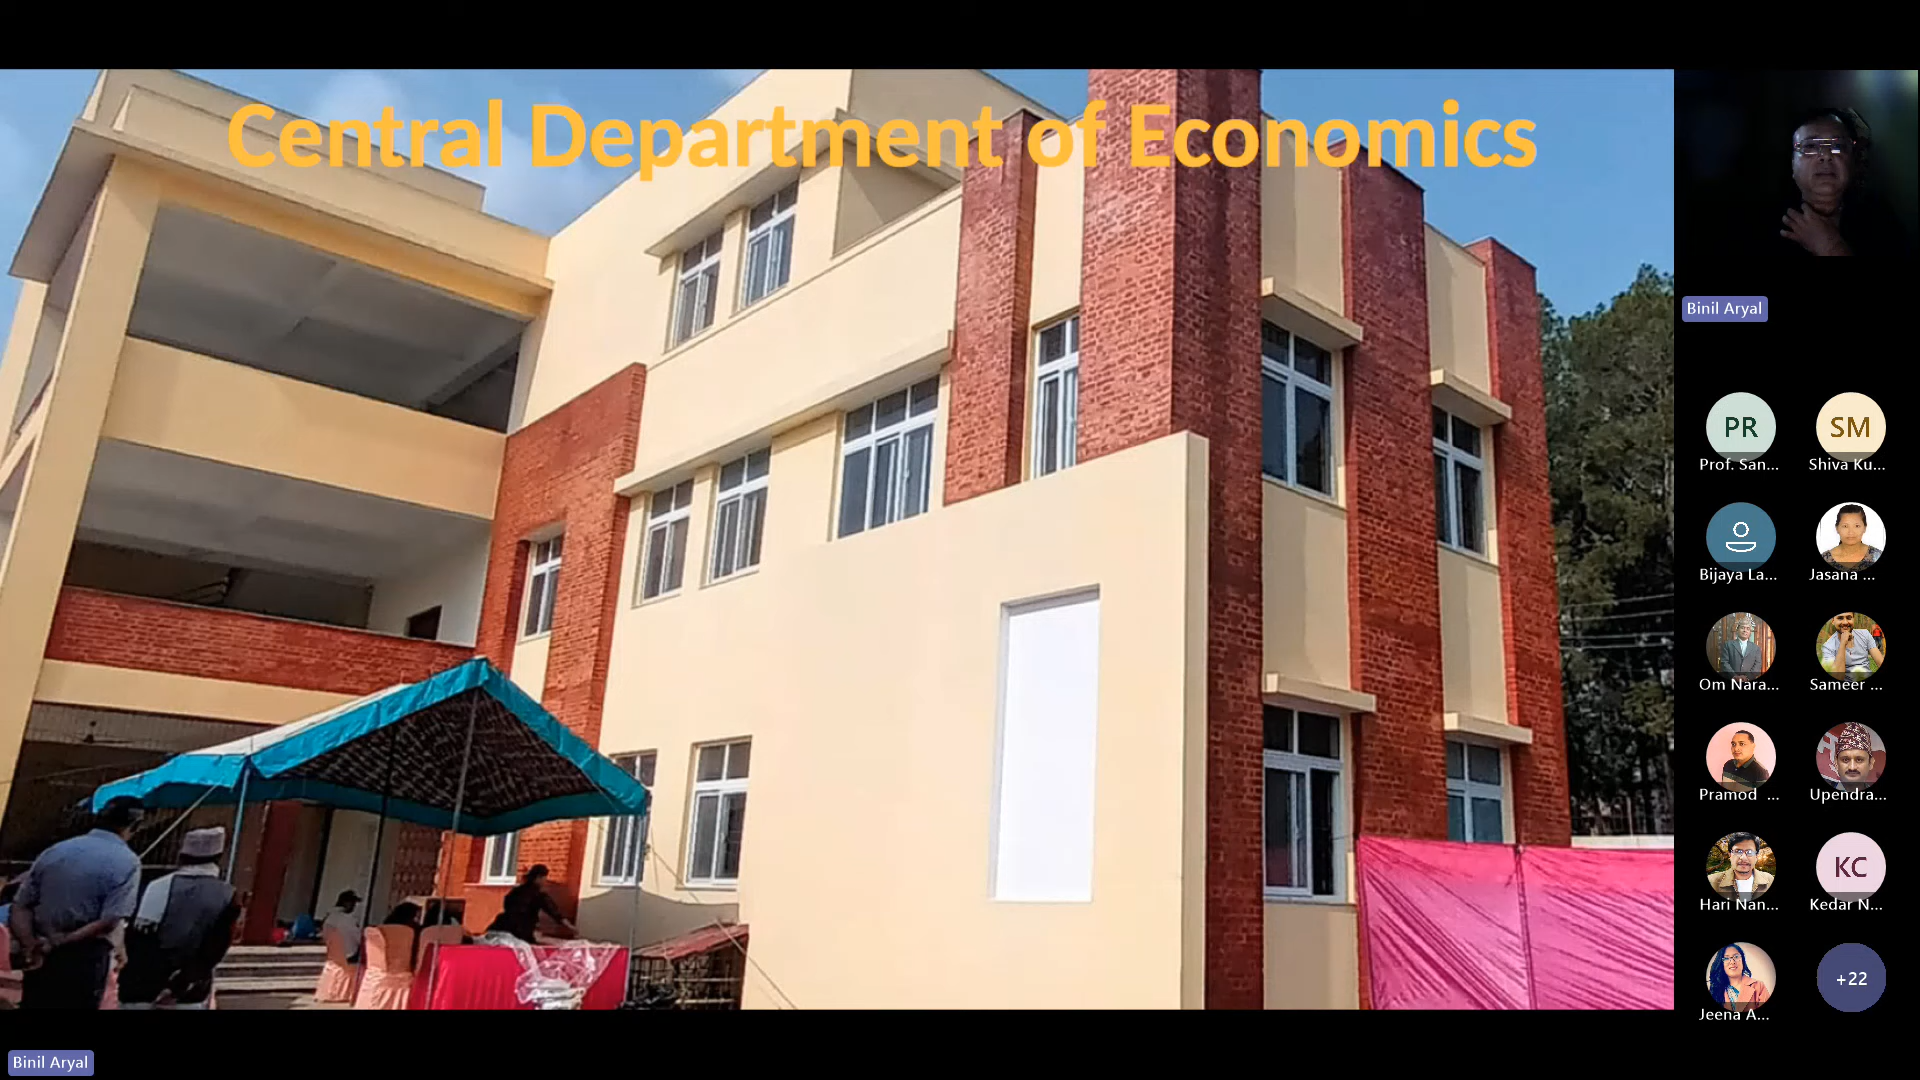 Central Department of Economics
Binil Aryal
PR
Prof. San...
SM
Shiva Ku...
Bijaya La...
Jasana ...
Om Nara...
Sameer ...
Pramod ...
Upendra...
Hari Nan...
KC
Kedar N...
Jeena A...
+22
Binil Aryal